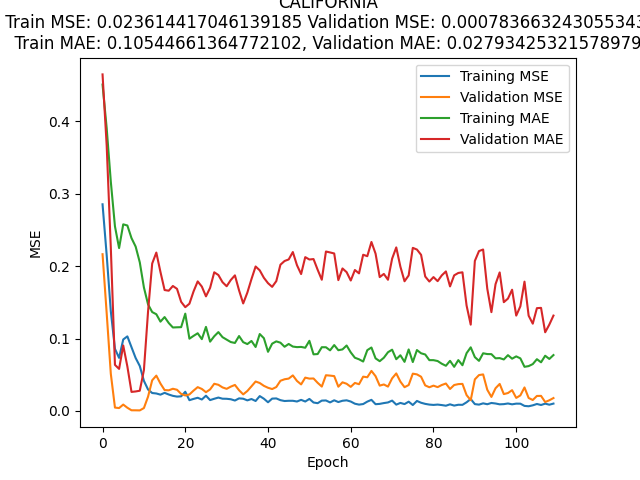 CALIFORNIA
Train MSE: 0.023614417046139185 Validation MSE: 0.000783663243055343
Train MAE: 0.10544661364772102, Validation MAE: 0.02793425321578979
Training MSE
Validation MSE
Training MAE
Validation MAE
0.4
0.3
0.2
0.1
0.0
MSE
0 20 40 60 80 100
Epoch